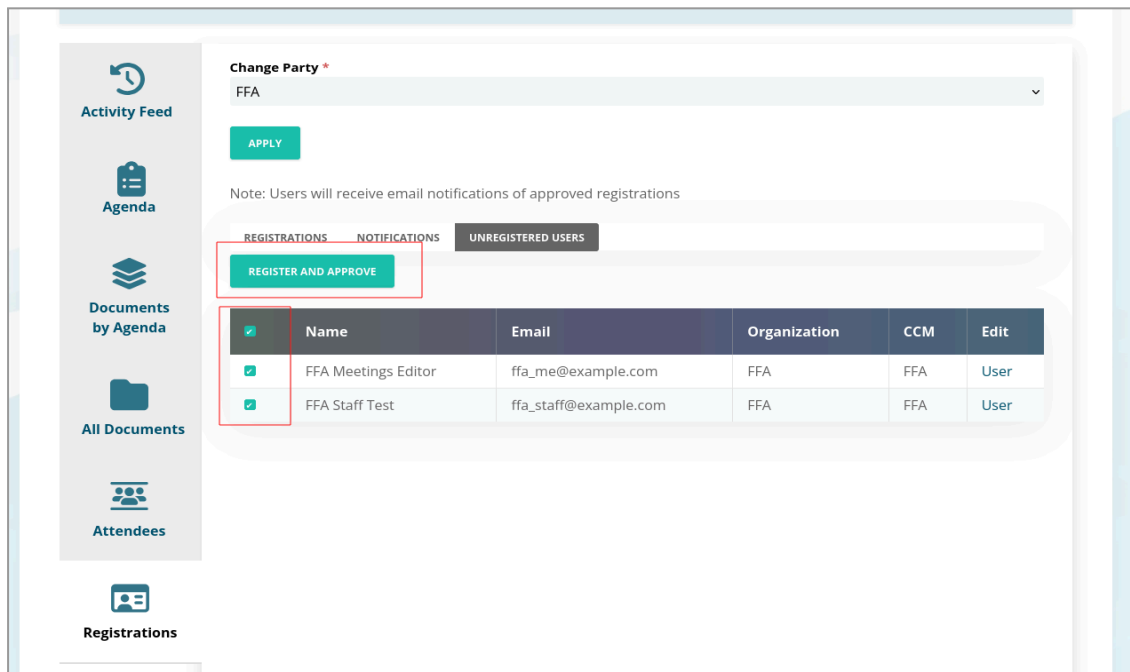 Activity Feed
Agenda
Documents
by Agenda
All Documents
Attendees
Registrations
Change Party *
FFA
APPLY
Note: Users will receive email notifications of approved registrations
REGISTRATIONS NOTIFICATIONS UNREGISTERED USERS
REGISTER AND APPROVE
Name Email Organization CCM Edit
FFA Meetings Editor ffa_me@example.com FFA FFA User
FFA Staff Test ffa_staff@example.com FFA FFA User